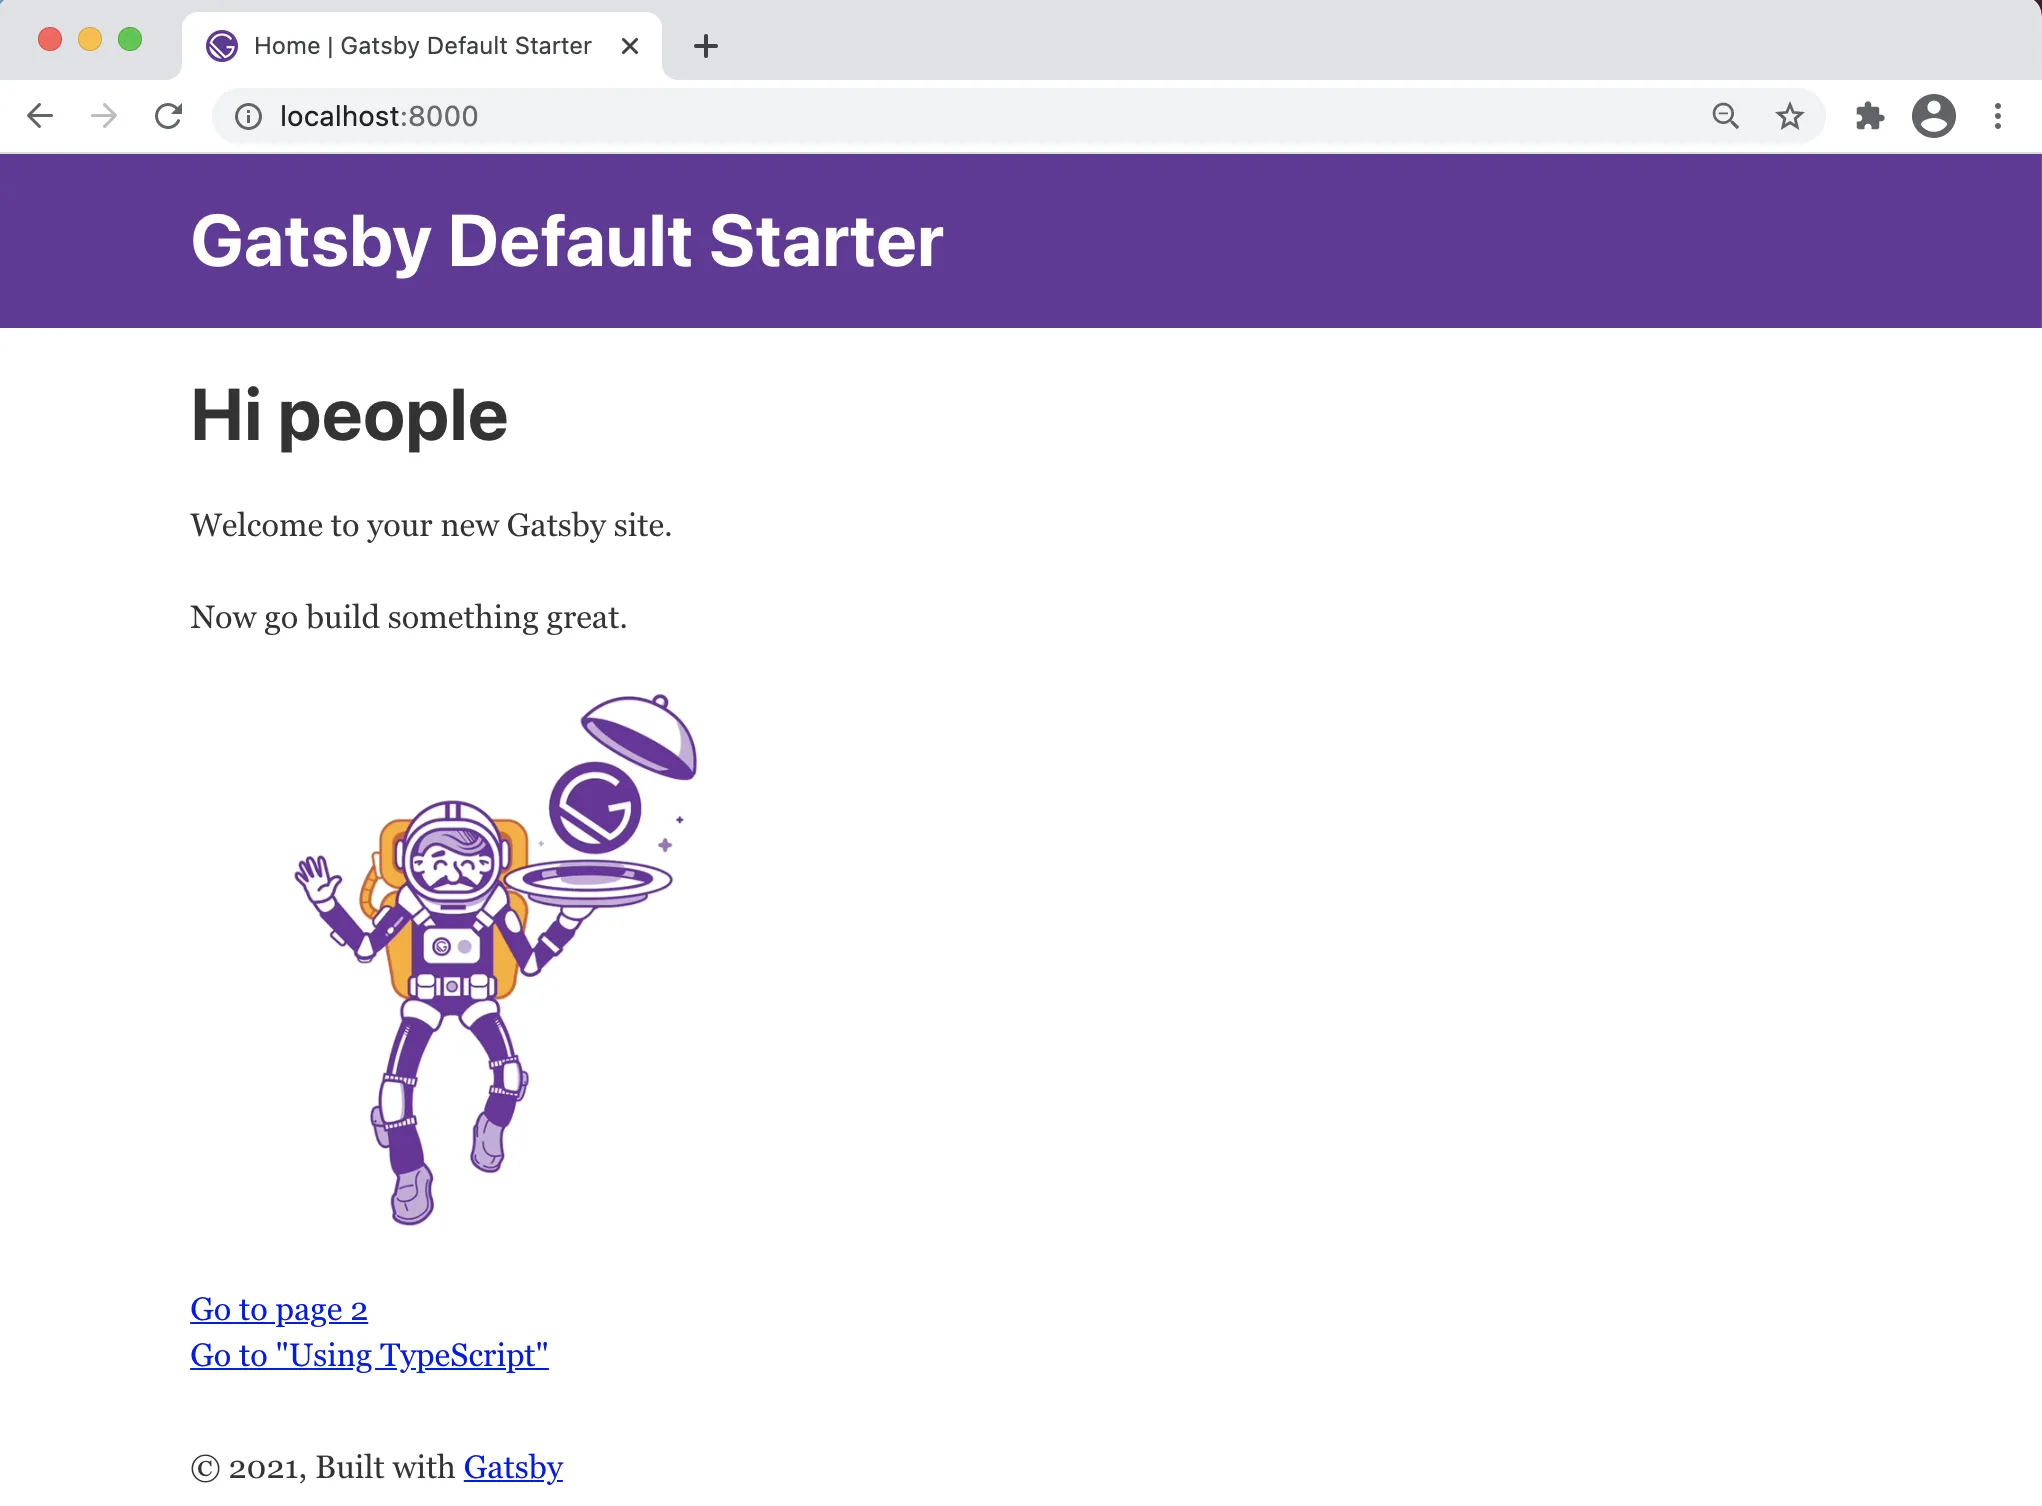 Home | Gatsby Default Starter
localhost:8000
Gatsby Default Starter
Hi people
Welcome to your new Gatsby site.
Now go build something great.
Go to page 2
Go to "Using TypeScript"
© 2021, Built with Gatsby